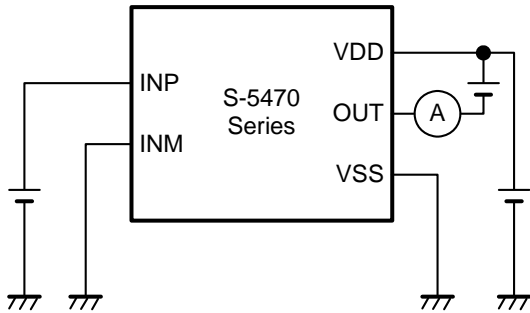 VDD
INP
S-5470
Series
OUT
A
INM
VSS